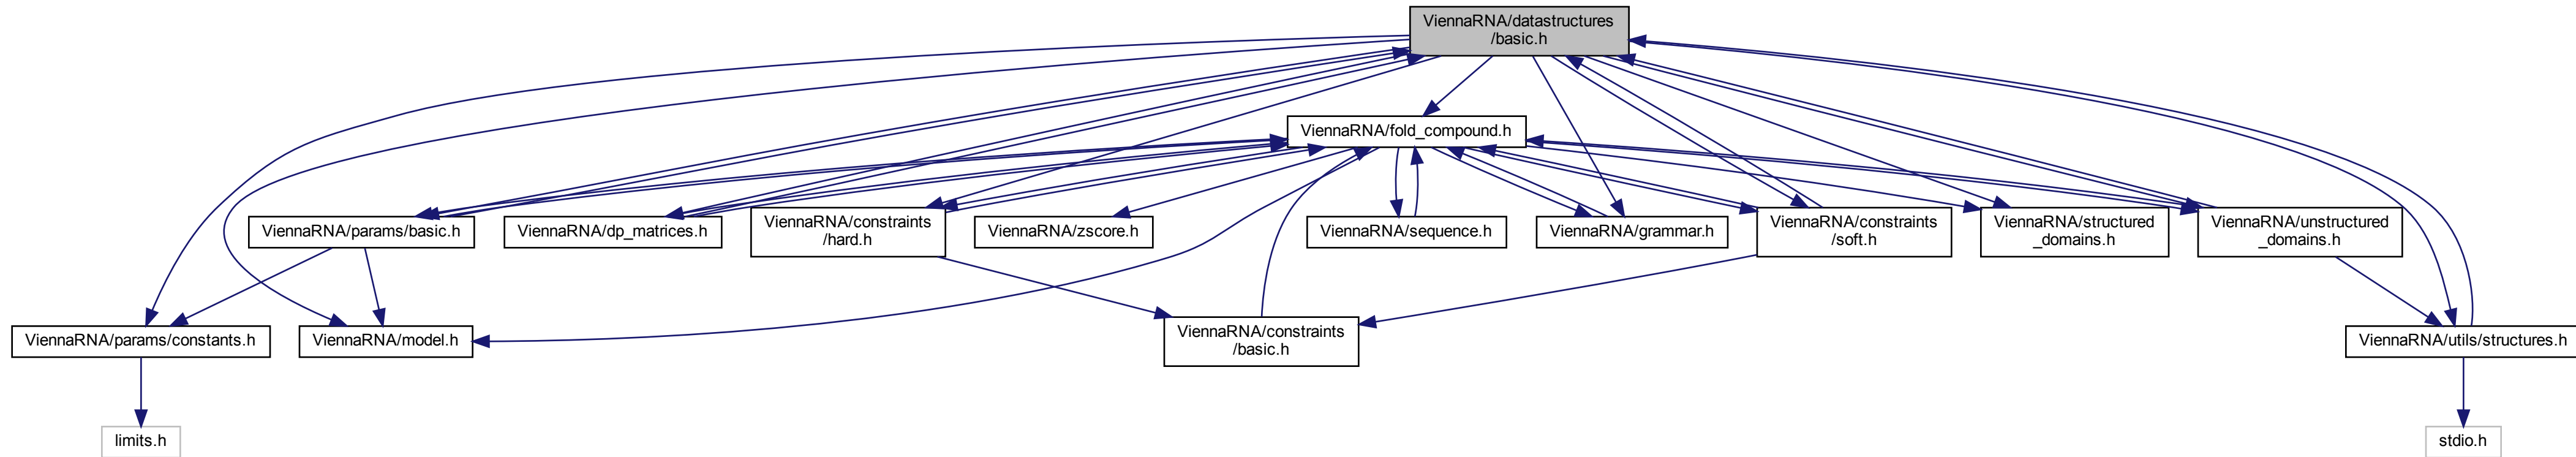 ViennaRNA/datastructures
/basic.h
ViennaRNA/fold_compound.h
ViennaRNA/params/basic.h
ViennaRNA/dp_matrices.h
ViennaRNA/constraints
/hard.h
ViennaRNA/zscore.h
ViennaRNA/sequence.h
ViennaRNA/grammar.h
ViennaRNA/constraints
/soft.h
ViennaRNA/structured
_domains.h
ViennaRNA/unstructured
_domains.h
ViennaRNA/params/constants.h
ViennaRNA/model.h
ViennaRNA/constraints
/basic.h
ViennaRNA/utils/structures.h
limits.h
stdio.h